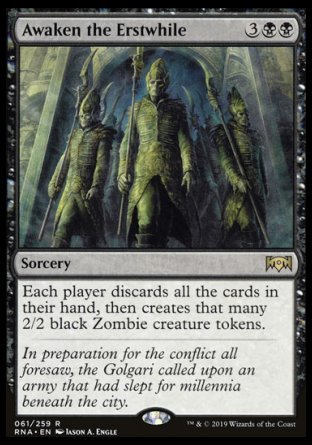 Awaken the Erstwhile 3
Sorcery
Each player discards all the cards in
their hand, then creates that many
2/2 black Zombie creature tokens.
In preparation for the conflict all
foresaw, the Golgari called upon an
army that had slept for millennia
beneath the city.
061/259 R
RNA • EN Jason A. Engle
™ & © 2019 Wizards of the Coast